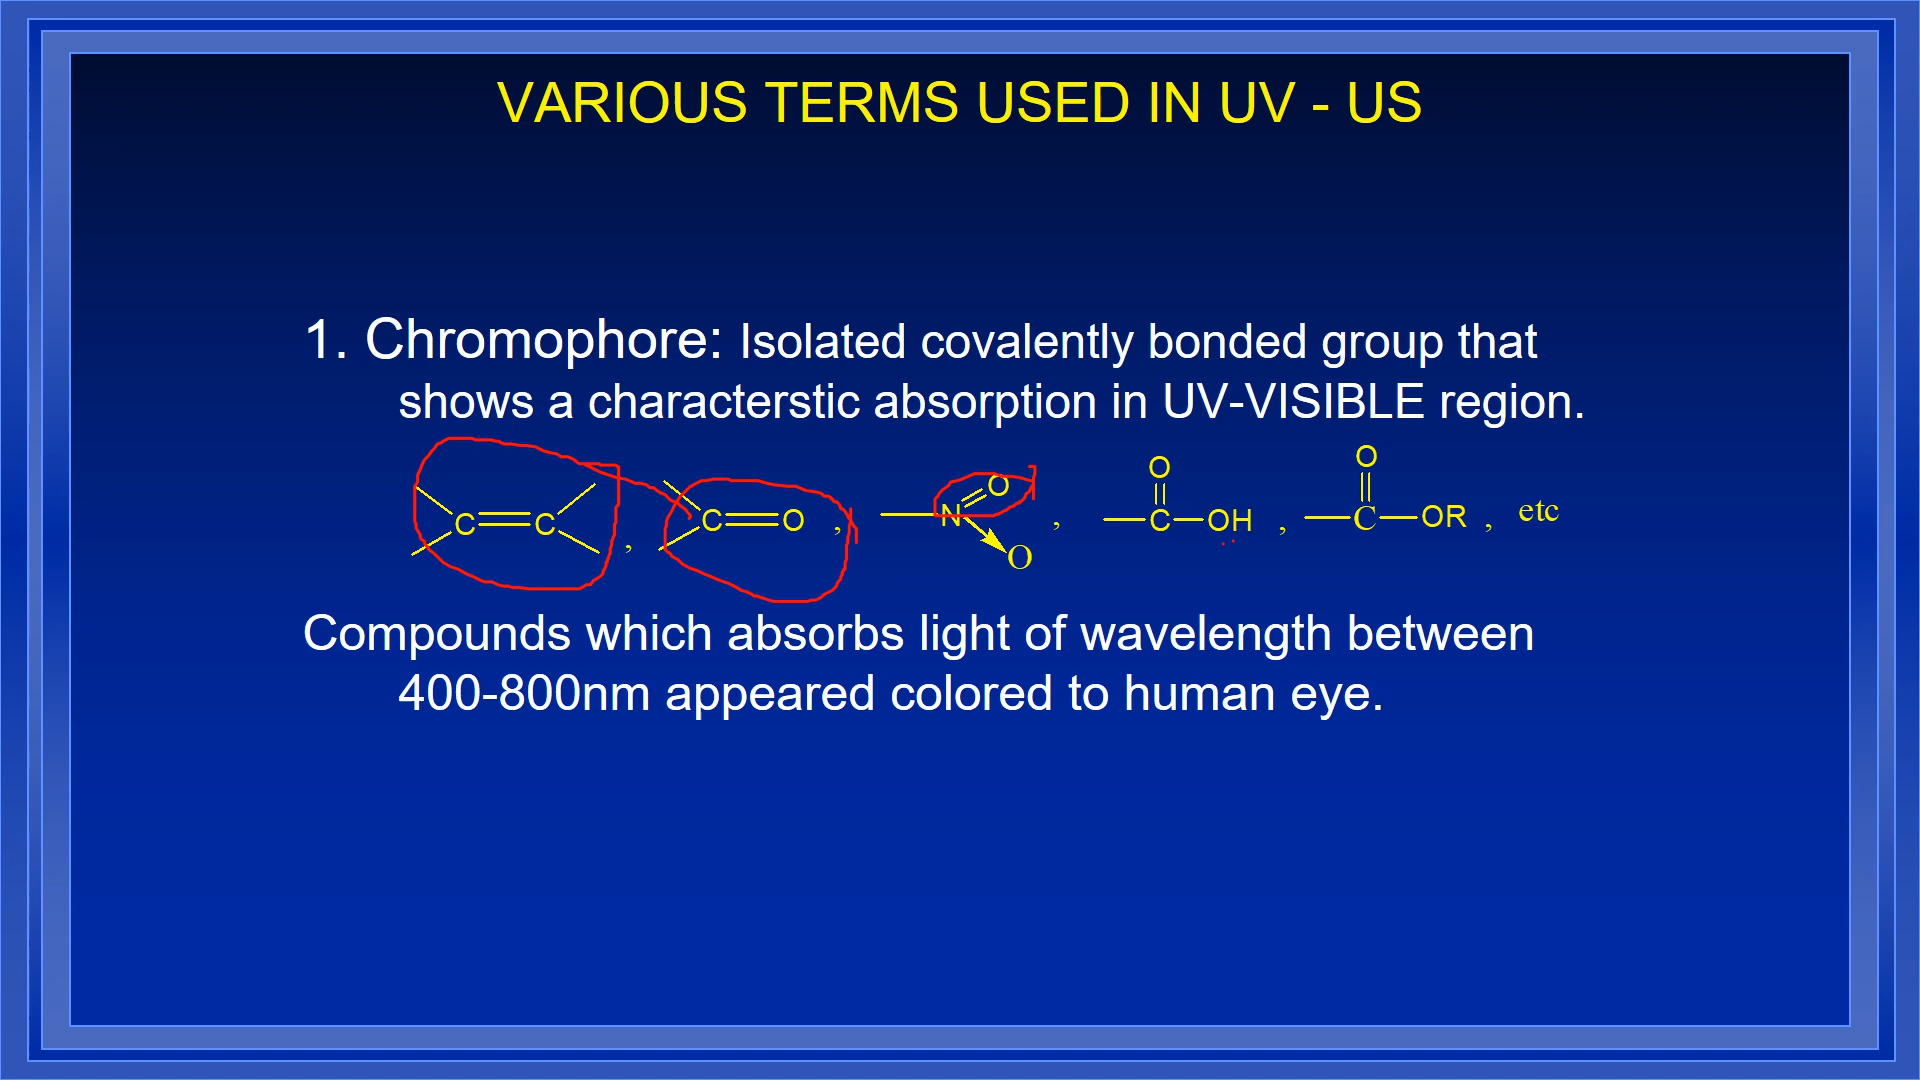 VARIOUS TERMS USED IN UV - US
1. Chromophore: Isolated covalently bonded group that
shows a characterstic absorption in UV-VISIBLE region.
C=C , C=O , N=O O , O C OH , O C OR , etc
Compounds which absorbs light of wavelength between
400-800nm appeared colored to human eye.